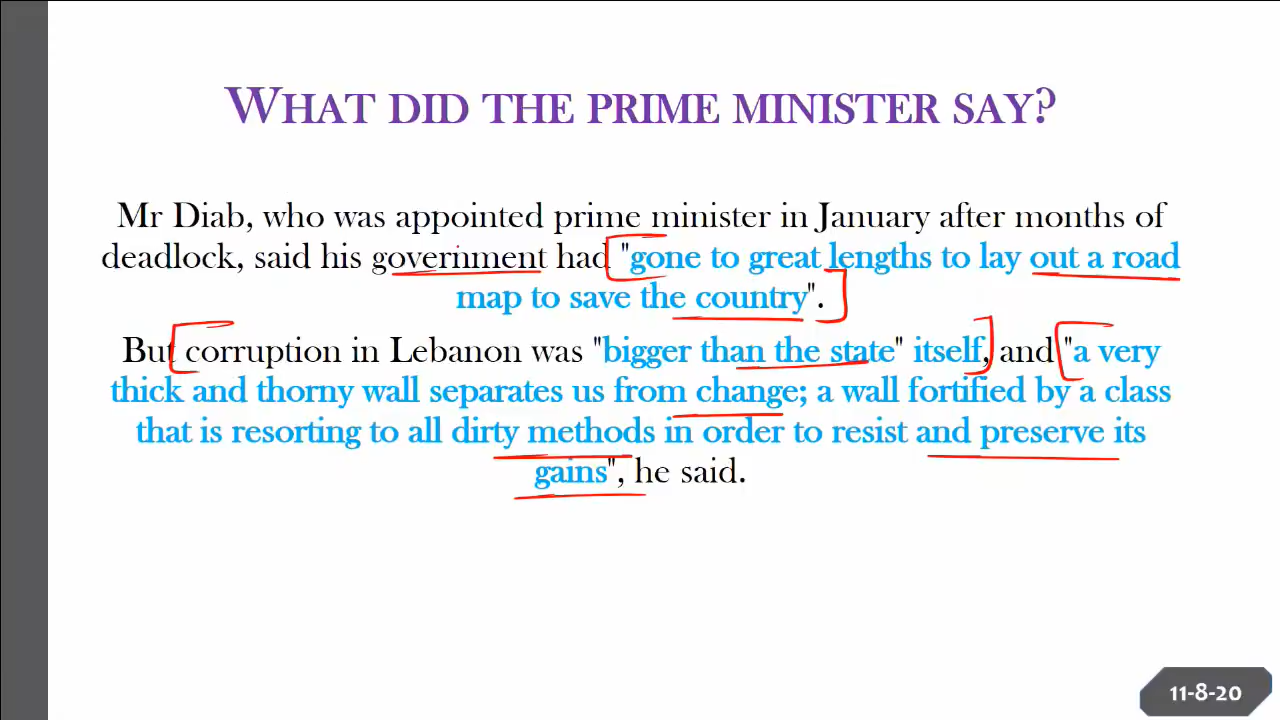 WHAT DID THE PRIME MINISTER SAY?
Mr Diab, who was appointed prime minister in January after months of
deadlock, said his government had "gone to great lengths to lay out a road
map to save the country".
But corruption in Lebanon was "bigger than the state" itself, and "a very
thick and thorny wall separates us from change; a wall fortified by a class
that is resorting to all dirty methods in order to resist and preserve its
gains", he said.
11-8-20